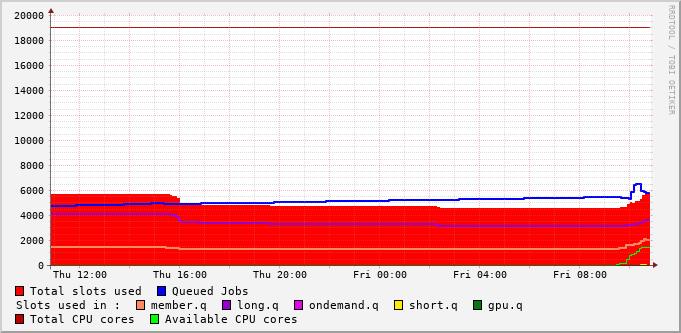 RRDTOOL / TOBI OETIKER
20000
18000
16000
14000
12000
10000
8000
6000
4000
2000
0
Thu 12:00 Thu 16:00 Thu 20:00 Fri 00:00 Fri 04:00 Fri 08:00
Total slots used Queued Jobs
Slots used in : member.q long.q ondemand.q short.q gpu.q
Total CPU cores Available CPU cores